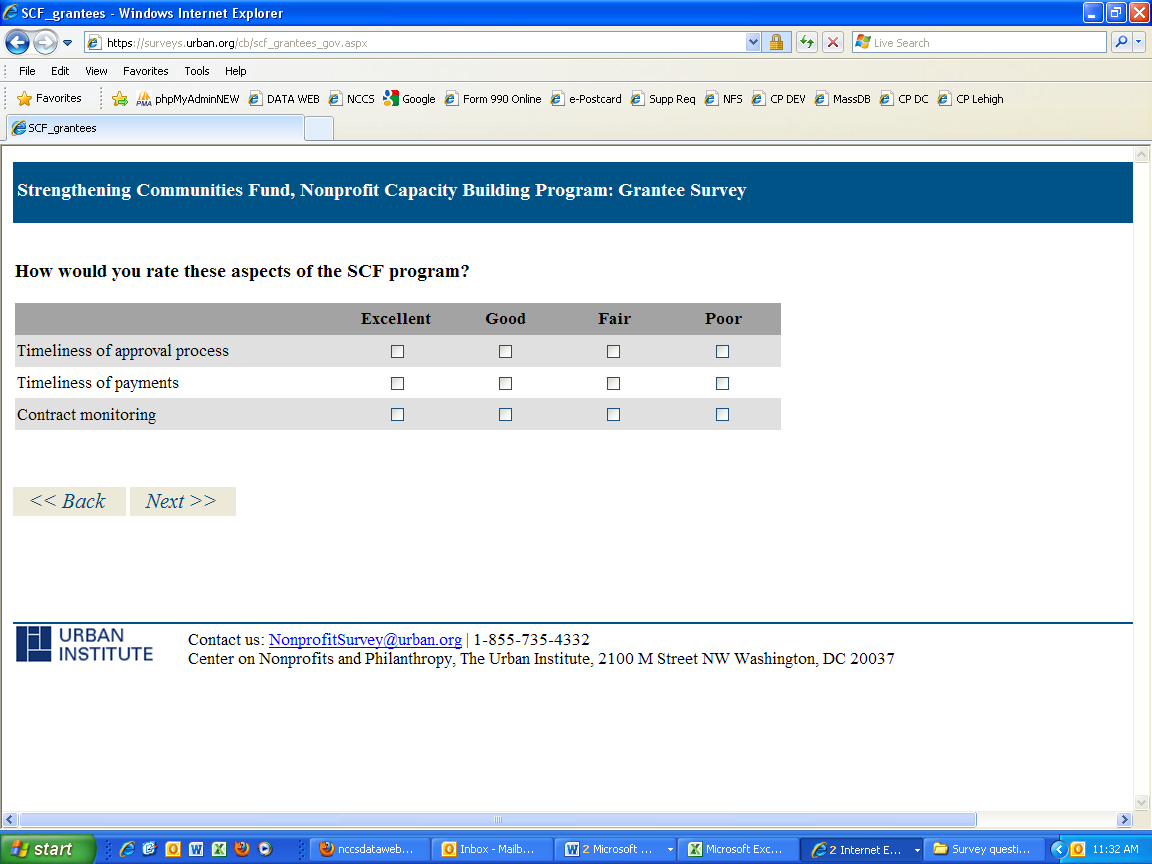 SCF_grantees - Windows Internet Explorer
https://surveys.urban.org/cb/scf_grantees_gov.aspx
Live Search
File Edit View Favorites Tools Help
Favorites phpMyAdminNEW DATA WEB NCCS Google Form 990 Online e-Postcard Supp Req NFS CP DEV MassDB CP DC CP Lehigh
SCF_grantees
Strengthening Communities Fund, Nonprofit Capacity Building Program: Grantee Survey
How would you rate these aspects of the SCF program?
Excellent Good Fair Poor
Timeliness of approval process
Timeliness of payments
Contract monitoring
<< Back Next >>
URBAN
INSTITUTE
Contact us: NonprofitSurvey@urban.org | 1-855-735-4332
Center on Nonprofits and Philanthropy, The Urban Institute, 2100 M Street NW Washington, DC 20037
start nccsdataweb... Inbox - Mailb... 2 Microsoft ... Microsoft Exc... 2 Internet E... Survey questi... 11:32 AM